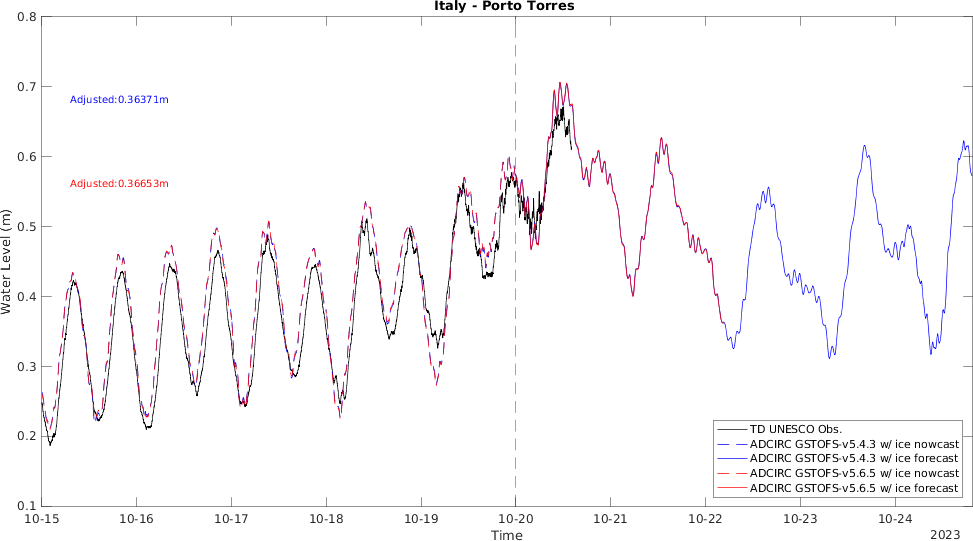 Italy - Porto Torres
0.8
0.7
0.6
0.5
0.4
0.3
0.2
0.1
Water Level (m)
Adjusted:0.36371m
Adjusted:0.36653m
TD UNESCO Obs.
ADCIRC GSTOFS-v5.4.3 w/ ice nowcast
ADCIRC GSTOFS-v5.4.3 w/ ice forecast
ADCIRC GSTOFS-v5.6.5 w/ ice nowcast
ADCIRC GSTOFS-v5.6.5 w/ ice forecast
10-15 10-16 10-17 10-18 10-19 10-20 10-21 10-22 10-23 10-24
Time
2023